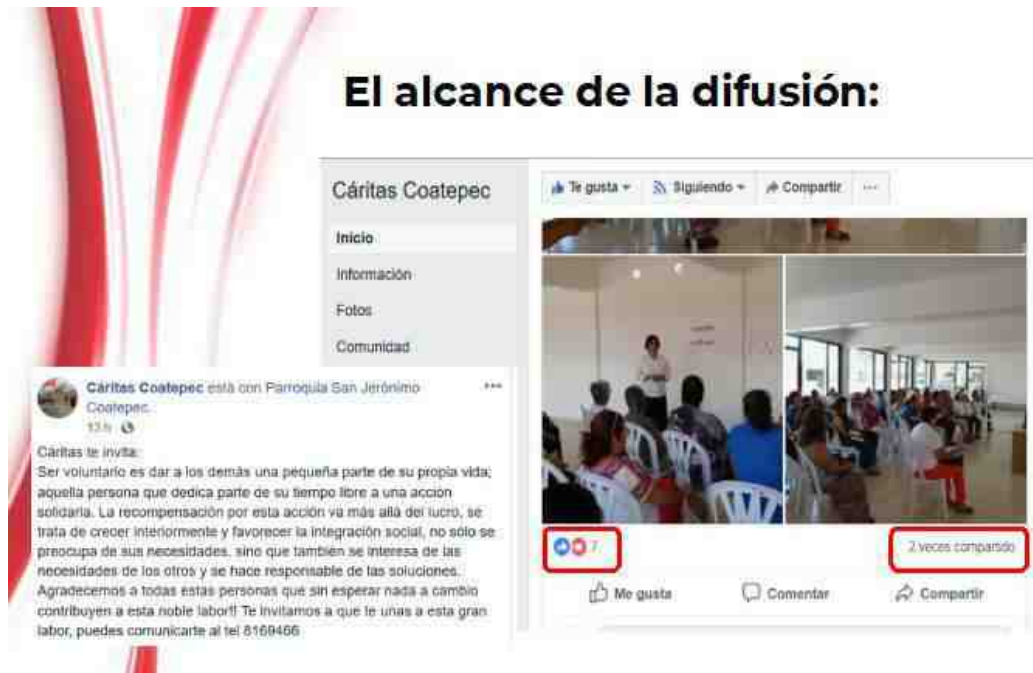 El alcance de la difusión:
Cáritas Coatepec
Inicio
Información
Fotos
Comunidad
Te gusta
Siguiendo
Compartir
Cáritas Coatepec está con Parroquia San Jerónimo
Coatepec.
13 h
Cáritas te invita:
Ser voluntario es dar a los demás una pequeña parte de su propia vida;
aquella persona que dedica parte de su tiempo libre a una acción
solidaria. La recompensación por esta acción va más allá del lucro, se
trata de crecer interiormente y favorecer la integración social, no sólo se
preocupa de sus necesidades, sino que también se interesa de las
necesidades de los otros y se hace responsable de las soluciones.
Agradecemos a todas estas personas que sin esperar nada a cambio
contribuyen a esta noble labor!! Te invitamos a que te unas a esta gran
labor, puedes comunicarte al tel 8169466
7
2 veces compartido
Me gusta
Comentar
Compartir